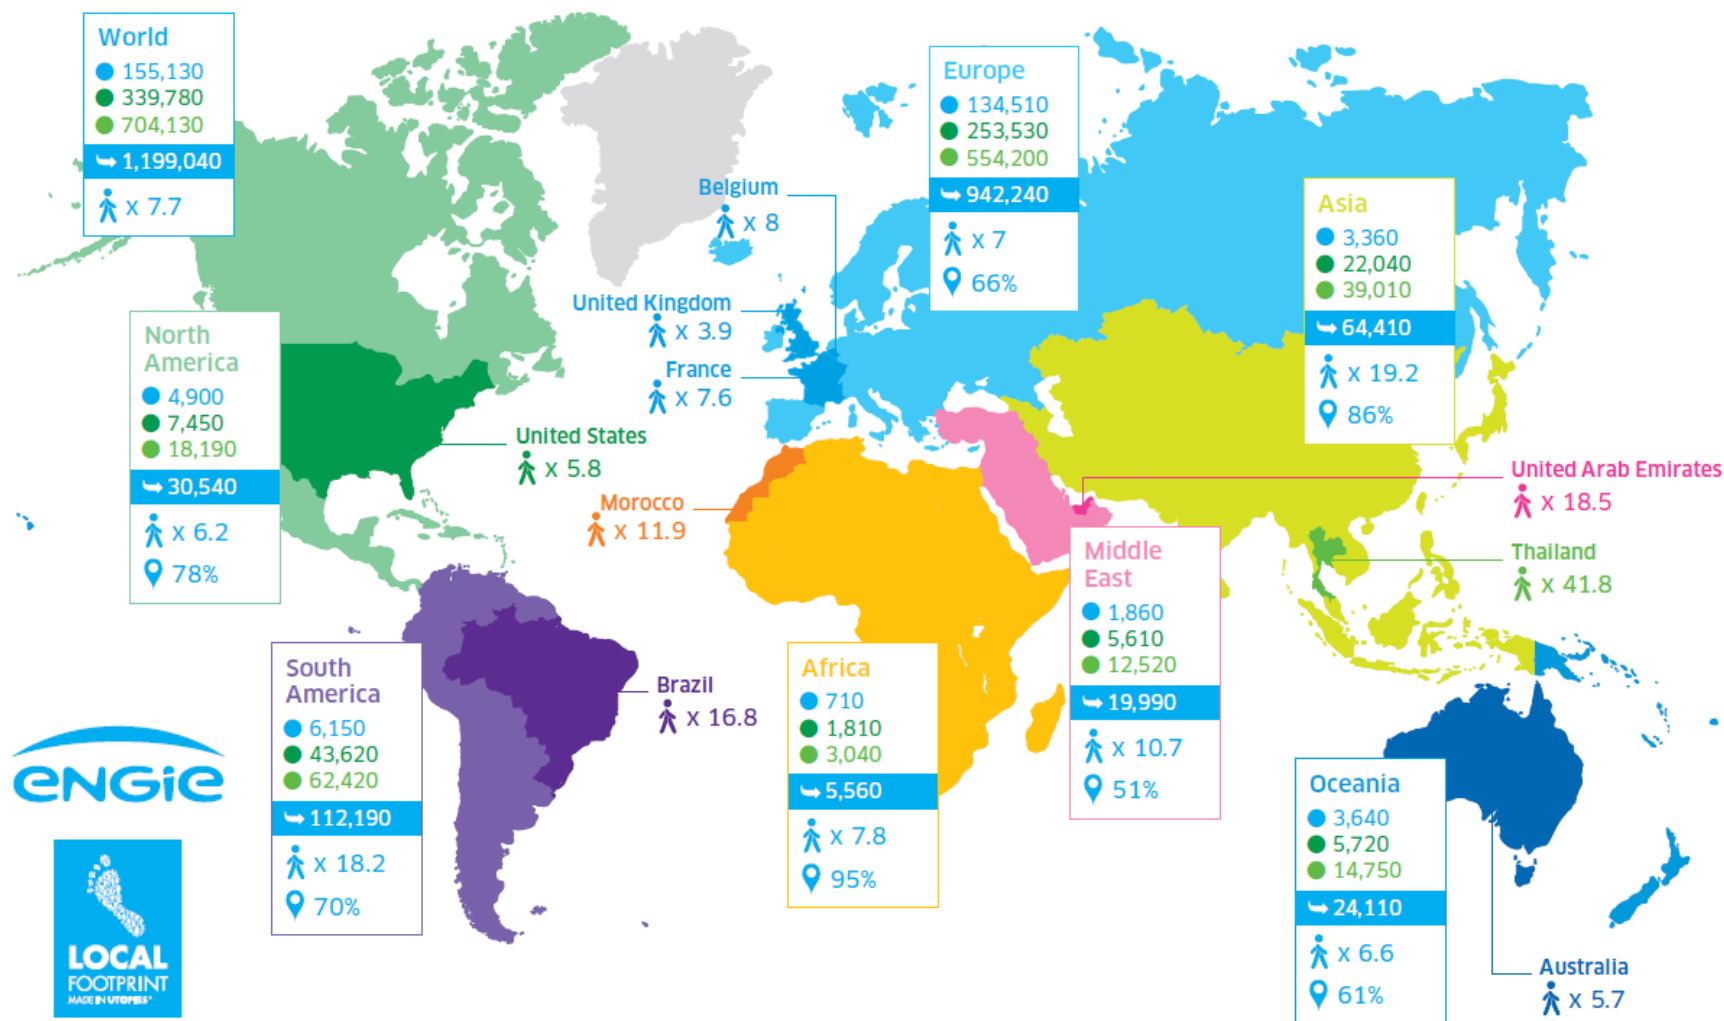 World
155,130
339,780
704,130
1,199,040
x 7.7
Europe
134,510
253,530
554,200
942,240
x 7
66%
Belgium
x 8
United Kingdom
x 3.9
France
x 7.6
Asia
3,360
22,040
39,010
64,410
x 19.2
86%
North
America
4,900
7,450
18,190
30,540
x 6.2
78%
United States
x 5.8
Morocco
x 11.9
United Arab Emirates
x 18.5
Thailand
x 41.8
Middle
East
1,860
5,610
12,520
19,990
x 10.7
51%
South
America
6,150
43,620
62,420
112,190
x 18.2
70%
Brazil
x 16.8
Africa
710
1,810
3,040
5,560
x 7.8
95%
Oceania
3,640
5,720
14,750
24,110
x 6.6
61%
Australia
x 5.7
ENGIE
LOCAL
FOOTPRINT
MADE IN UTOPIES™